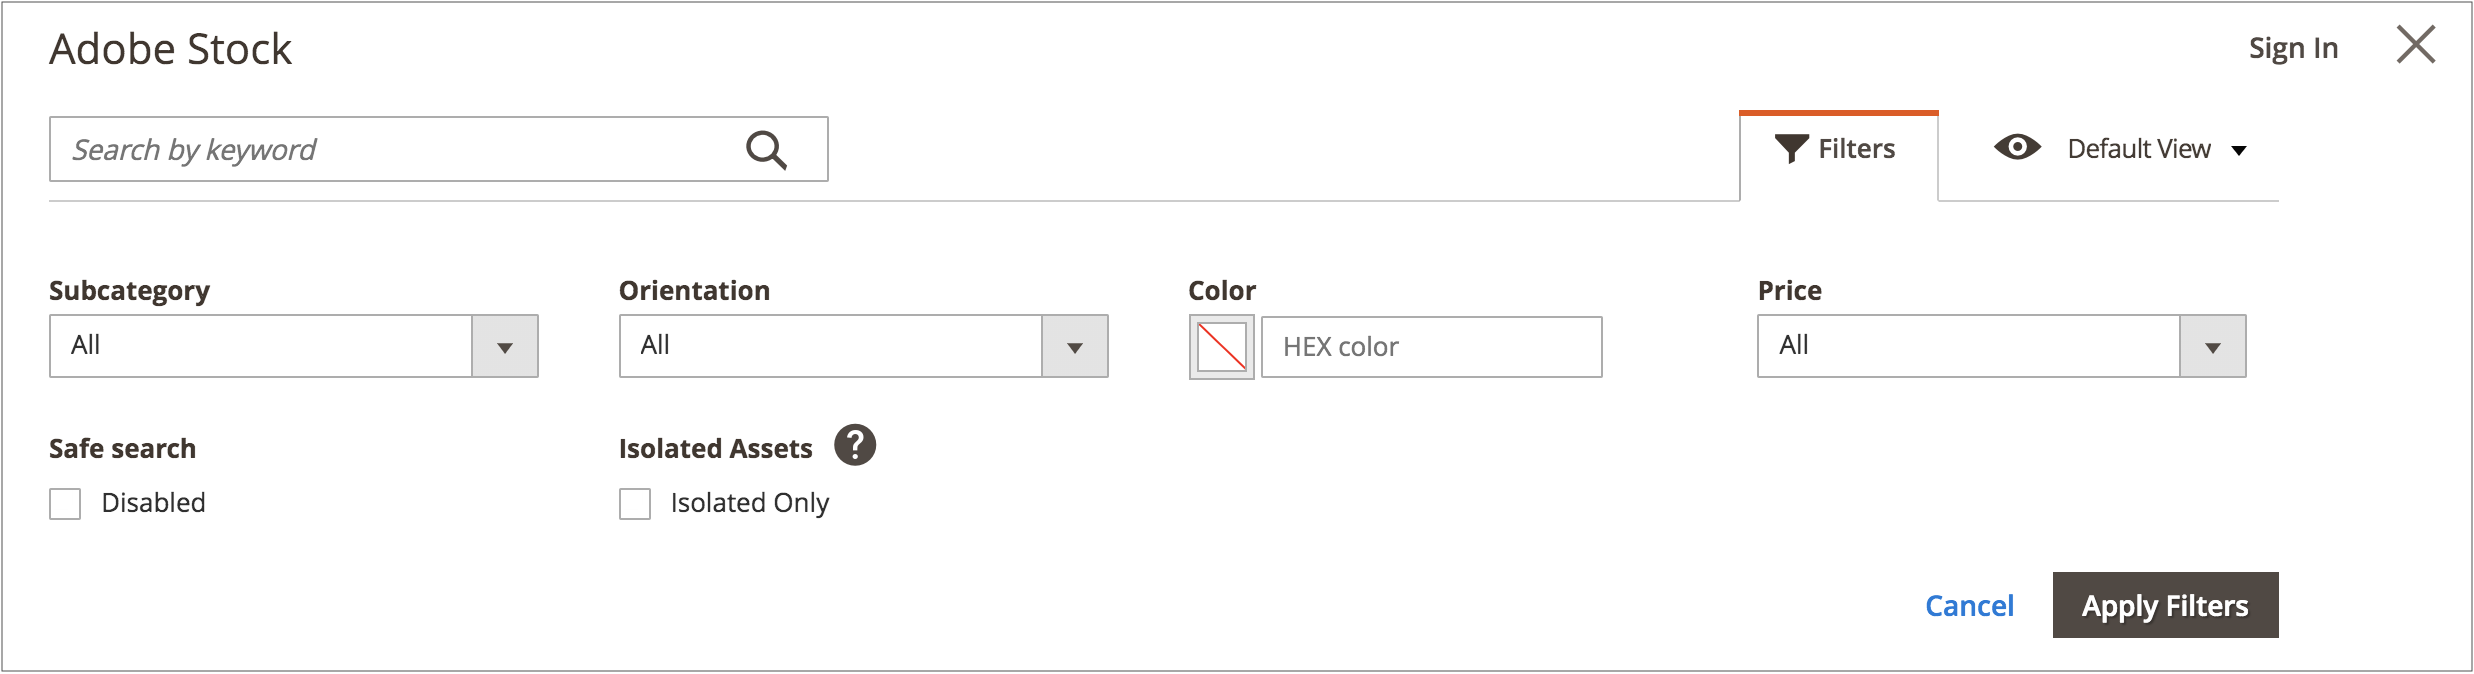 Adobe Stock
Sign In
Search by keyword
Filters
Default View
Subcategory
Orientation
Color
Price
All
All
HEX color
All
Safe search
Isolated Assets ?
Disabled
Isolated Only
Cancel
Apply Filters